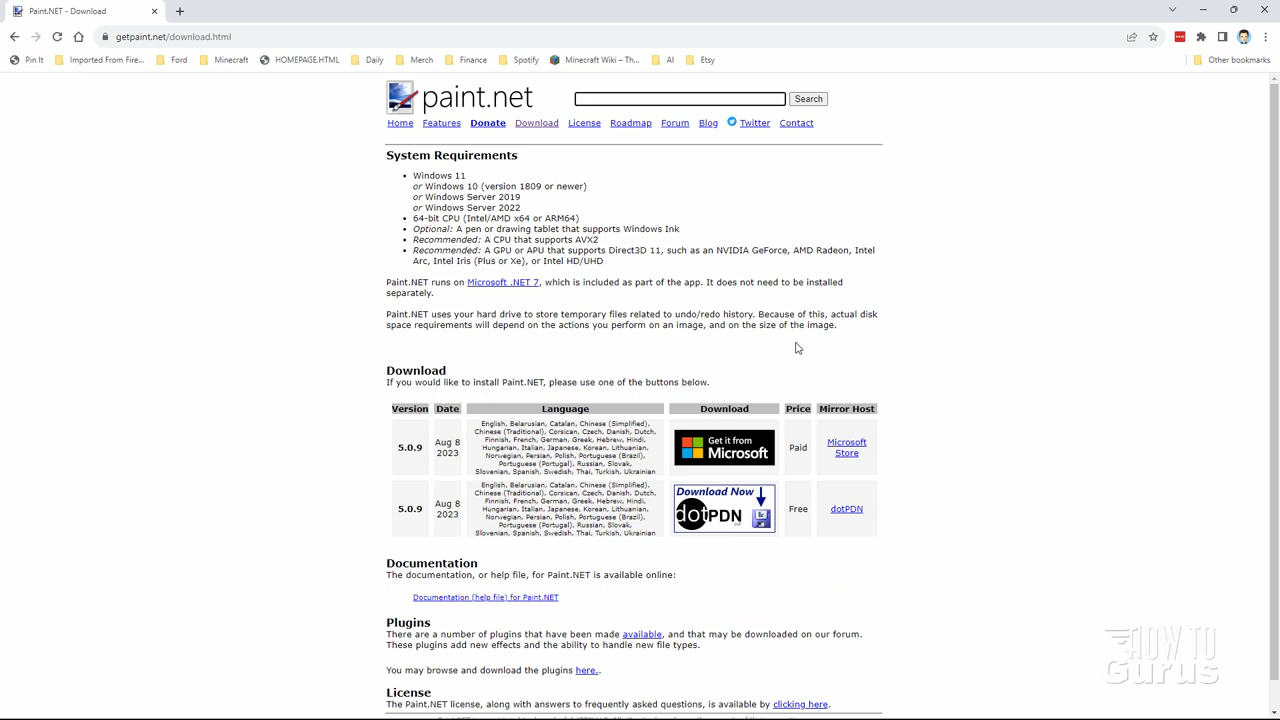 Paint.NET - Download
getpaint.net/download.html
Pin It
Imported From Fire...
Ford
Minecraft
HOMEPAGE.HTML
Daily
Merch
Finance
Spotify
Minecraft Wiki – Th...
AI
Etsy
Other bookmarks
paint.net
Search
Home Features Donate Download License Roadmap Forum Blog Twitter Contact
System Requirements
Windows 11
or Windows 10 (version 1809 or newer)
or Windows Server 2019
or Windows Server 2022
64-bit CPU (Intel/AMD x64 or ARM64)
Optional: A pen or drawing tablet that supports Windows Ink
Recommended: A CPU that supports AVX2
Recommended: A GPU or APU that supports Direct3D 11, such as an NVIDIA GeForce, AMD Radeon, Intel
Arc, Intel Iris (Plus or Xe), or Intel HD/UHD
Paint.NET runs on Microsoft .NET 7, which is included as part of the app. It does not need to be installed
separately.
Paint.NET uses your hard drive to store temporary files related to undo/redo history. Because of this, actual disk
space requirements will depend on the actions you perform on an image, and on the size of the image.
Download
If you would like to install Paint.NET, please use one of the buttons below.
Version Date Language Download Price Mirror Host
5.0.9
Aug 8
2023
English, Belarusian, Catalan, Chinese (Simplified),
Chinese (Traditional), Corsican, Czech, Danish, Dutch,
Finnish, French, German, Greek, Hebrew, Hindi,
Hungarian, Italian, Japanese, Korean, Lithuanian,
Norwegian, Persian, Polish, Portuguese (Brazil),
Portuguese (Portugal), Russian, Slovak,
Slovenian, Spanish, Swedish, Thai, Turkish, Ukrainian
Get it from
Microsoft
Paid
Microsoft
Store
5.0.9
Aug 8
2023
English, Belarusian, Catalan, Chinese (Simplified),
Chinese (Traditional), Corsican, Czech, Danish, Dutch,
Finnish, French, German, Greek, Hebrew, Hindi,
Hungarian, Italian, Japanese, Korean, Lithuanian,
Norwegian, Persian, Polish, Portuguese (Brazil),
Portuguese (Portugal), Russian, Slovak,
Slovenian, Spanish, Swedish, Thai, Turkish, Ukrainian
Download Now
dotPDN
Free
dotPDN
Documentation
The documentation, or help file, for Paint.NET is available online:
Documentation (help file) for Paint.NET
Plugins
There are a number of plugins that have been made available, and that may be downloaded on our forum.
These plugins add new effects and the ability to handle new file types.
You may browse and download the plugins here..
License
The Paint.NET license, along with answers to frequently asked questions, is available by clicking here.
HOW TO
Gurus